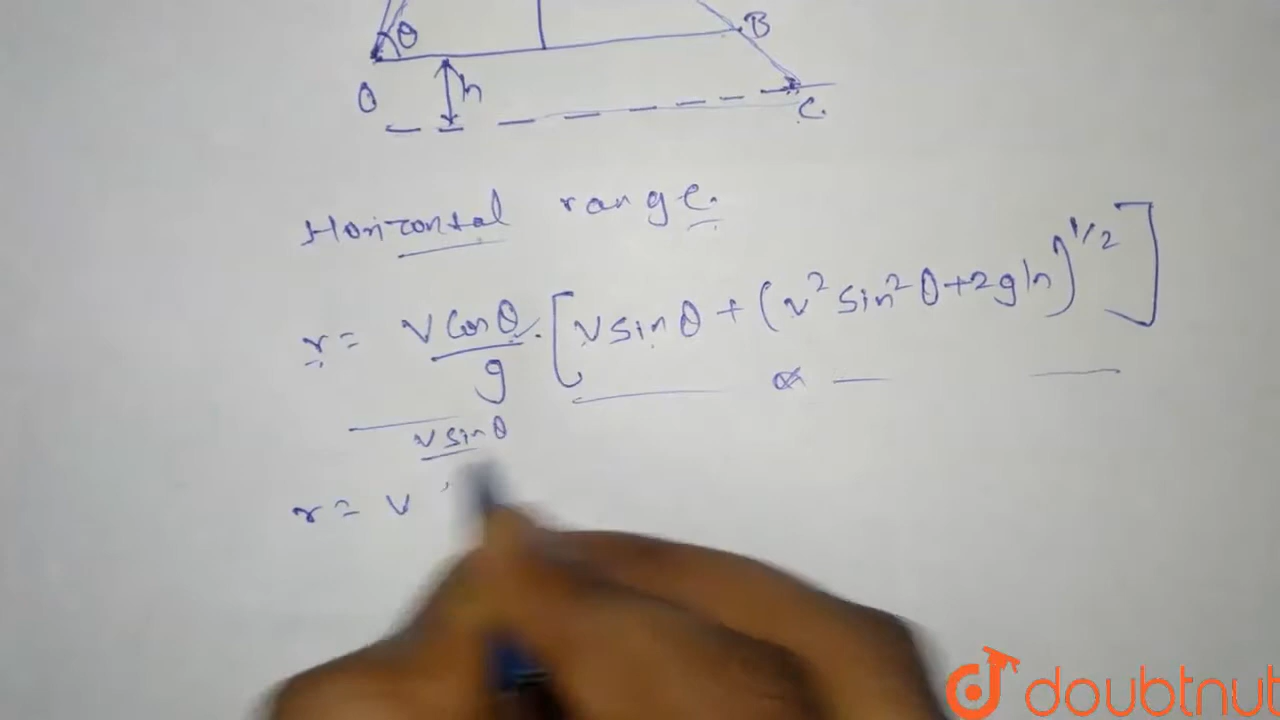 θ
B
O
h
C.
Horizontal range.
r = v cosθ/g . [v sinθ + (v² sin²θ + 2gh)^1/2]
v sinθ
r = v
doubtnut